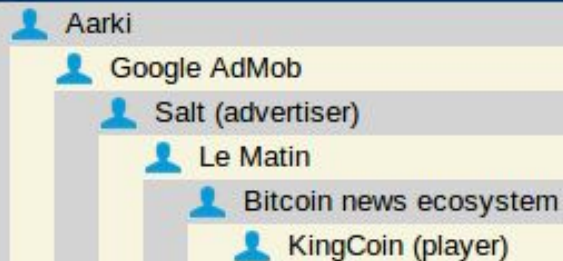 Aarki
Google AdMob
Salt (advertiser)
Le Matin
Bitcoin news ecosystem
KingCoin (player)